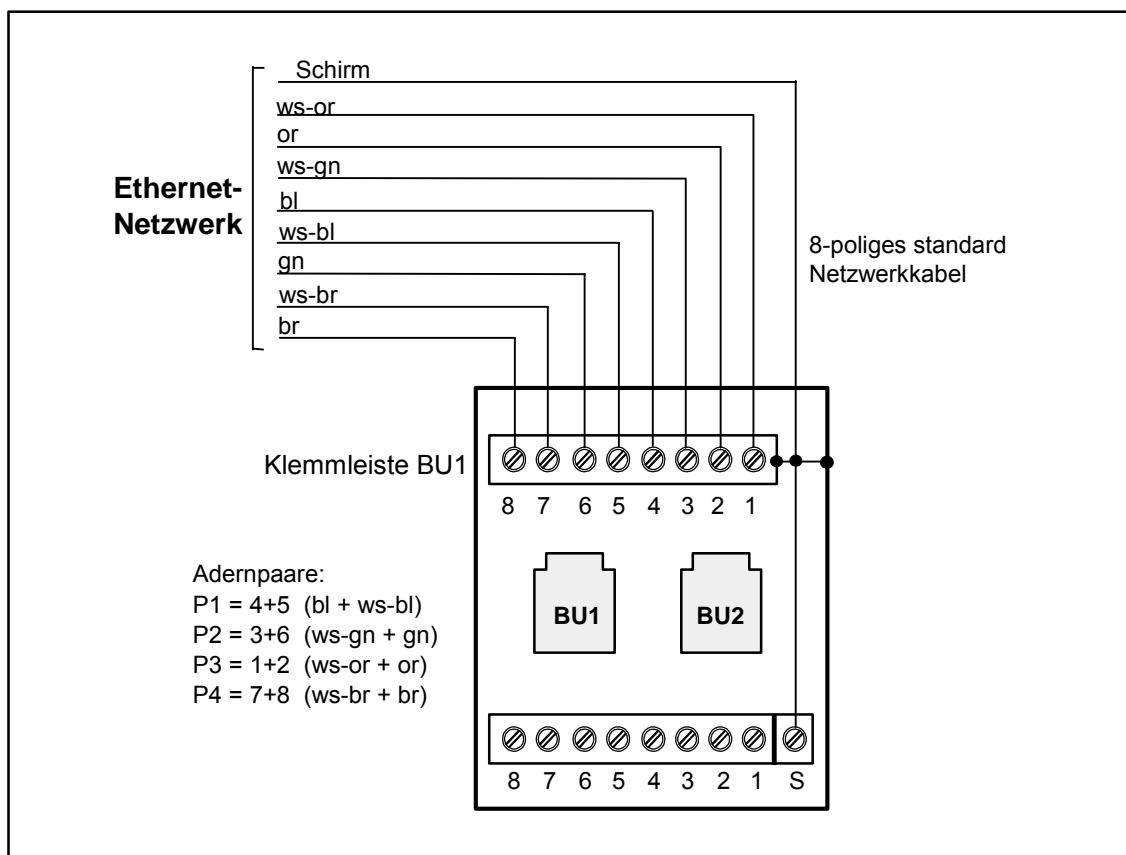 Schirm
ws-or
or
ws-gn
bl
ws-bl
gn
ws-br
br
Ethernet-
Netzwerk
8-poliges standard
Netzwerkkabel
Klemmleiste BU1
8 7 6 5 4 3 2 1
Adernpaare:
P1 = 4+5 (bl + ws-bl)
P2 = 3+6 (ws-gn + gn)
P3 = 1+2 (ws-or + or)
P4 = 7+8 (ws-br + br)
BU1 BU2
8 7 6 5 4 3 2 1 S